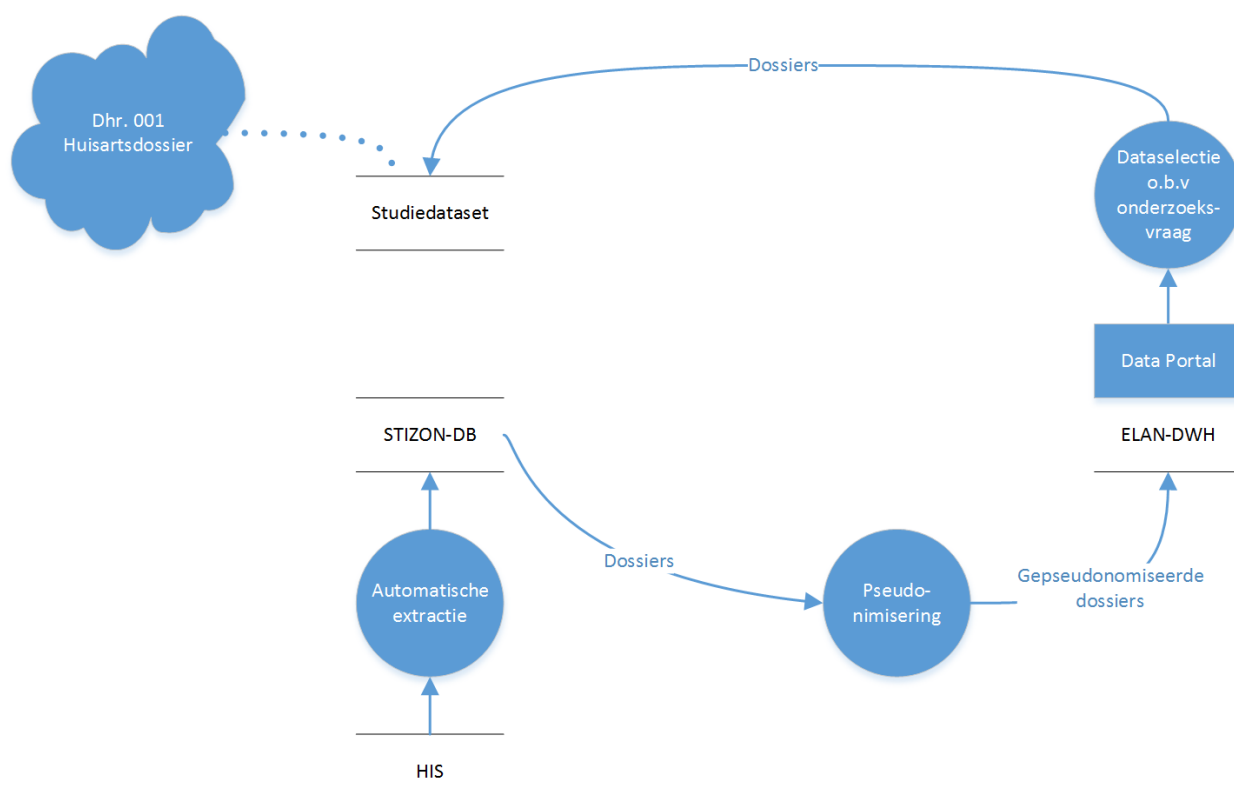 Dossiers
Dhr. 001
Huisartsdossier
Dataselectie
o.b.v
onderzoeks-
vraag
Studiedataset
Data Portal
STIZON-DB
ELAN-DWH
Dossiers
Automatische
extractie
Pseudo-
nimisering
Gepseudonomiseerde
dossiers
HIS